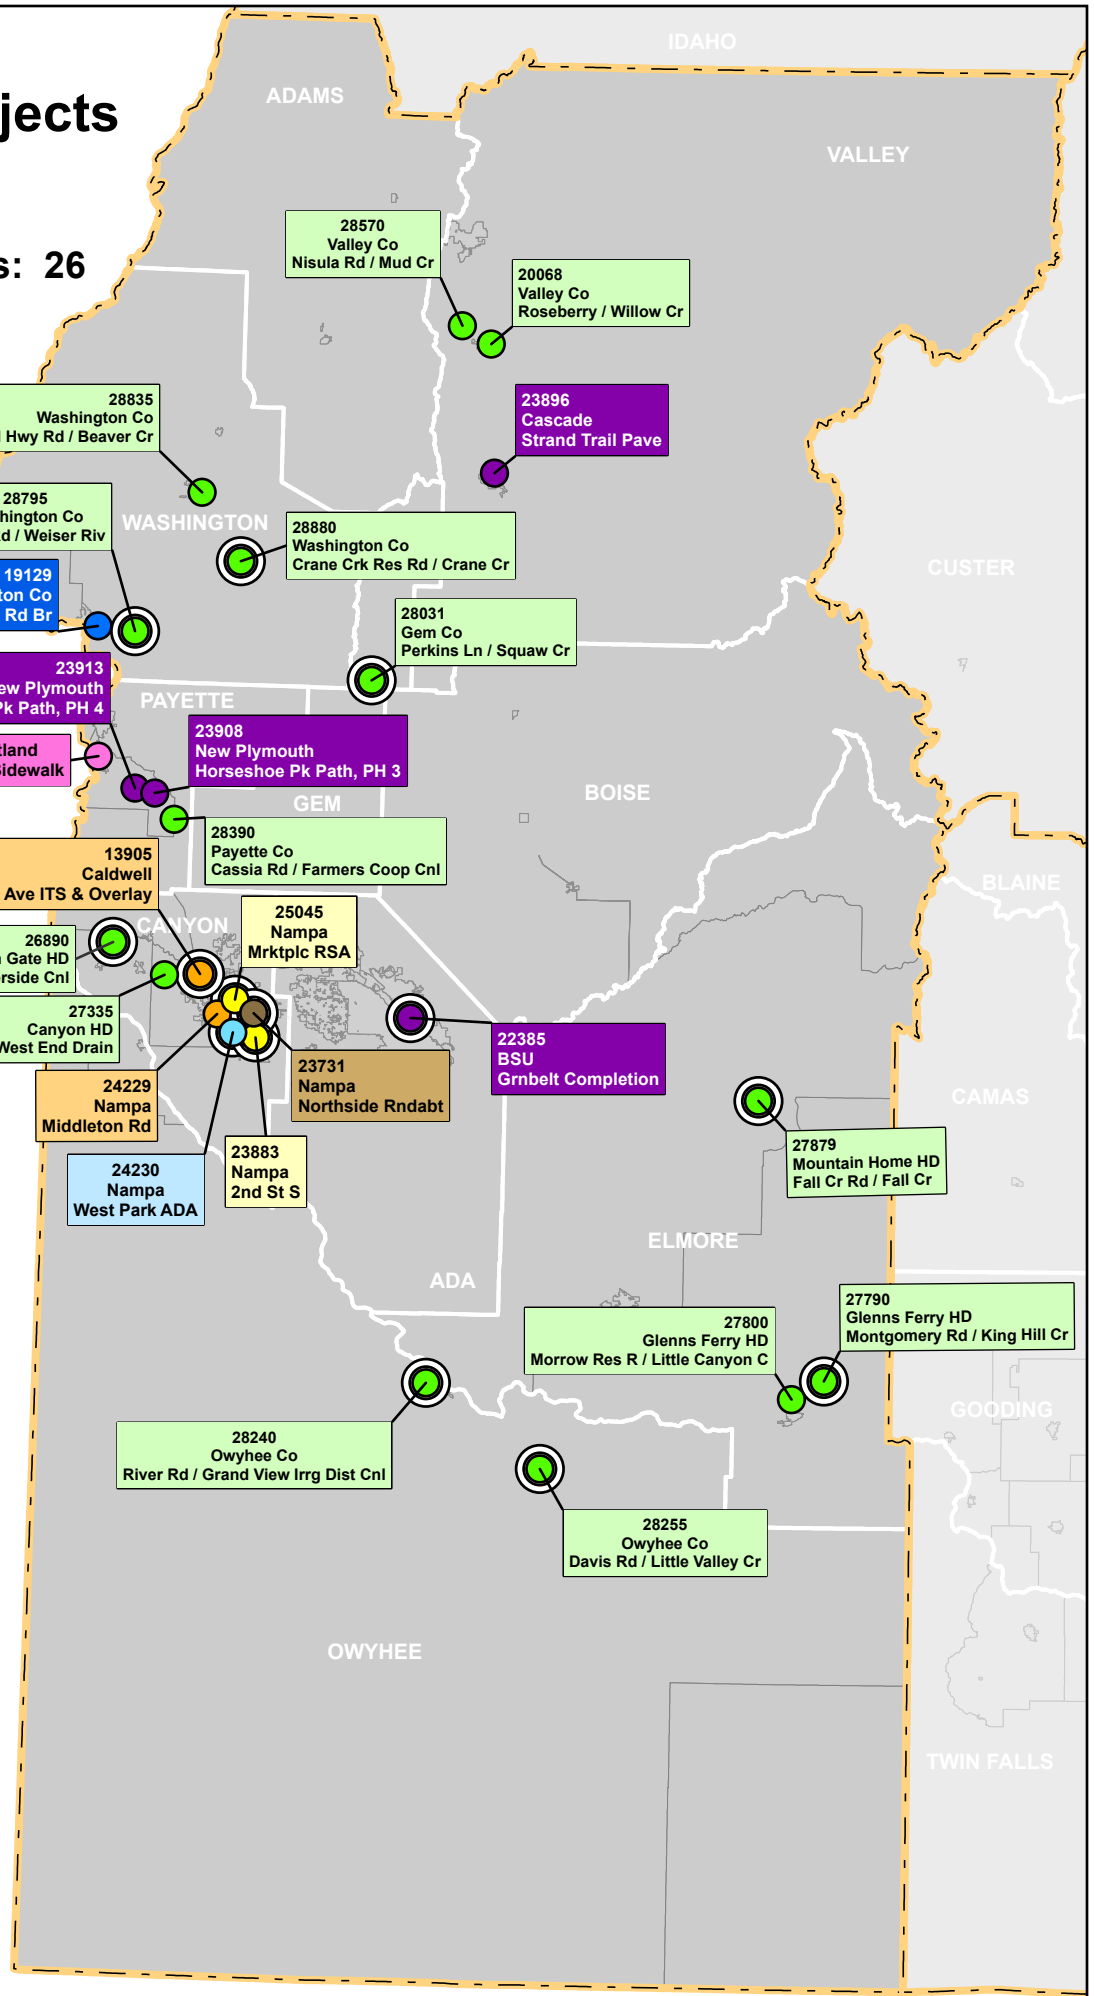 IDAHO
ADAMS
jects
VALLEY
s: 26
28570
Valley Co
Nisula Rd / Mud Cr
20068
Valley Co
Roseberry / Willow Cr
28835
Washington Co
Hwy Rd / Beaver Cr
23896
Cascade
Strand Trail Pave
28795
hington Co
d / Weiser Riv
WASHINGTON
28880
Washington Co
Crane Crk Res Rd / Crane Cr
CUSTER
19129
ton Co
Rd Br
28031
Gem Co
Perkins Ln / Squaw Cr
23913
ew Plymouth
Pk Path, PH 4
PAYETTE
23908
New Plymouth
Horseshoe Pk Path, PH 3
tland
Sidewalk
GEM
BOISE
28390
Payette Co
Cassia Rd / Farmers Coop Cnl
13905
Caldwell
Ave ITS & Overlay
BLAINE
CANYON
25045
Nampa
Mrktplc RSA
26890
Gate HD
rside Cnl
27335
Canyon HD
West End Drain
22385
BSU
Grnbelt Completion
23731
Nampa
Northside Rndabt
24229
Nampa
Middleton Rd
CAMAS
27879
Mountain Home HD
Fall Cr Rd / Fall Cr
23883
Nampa
2nd St S
24230
Nampa
West Park ADA
ELMORE
ADA
27790
Glenns Ferry HD
Montgomery Rd / King Hill Cr
27800
Glenns Ferry HD
Morrow Res R / Little Canyon C
GOODING
28240
Owyhee Co
River Rd / Grand View Irrg Dist Cnl
28255
Owyhee Co
Davis Rd / Little Valley Cr
OWYHEE
TWIN FALLS